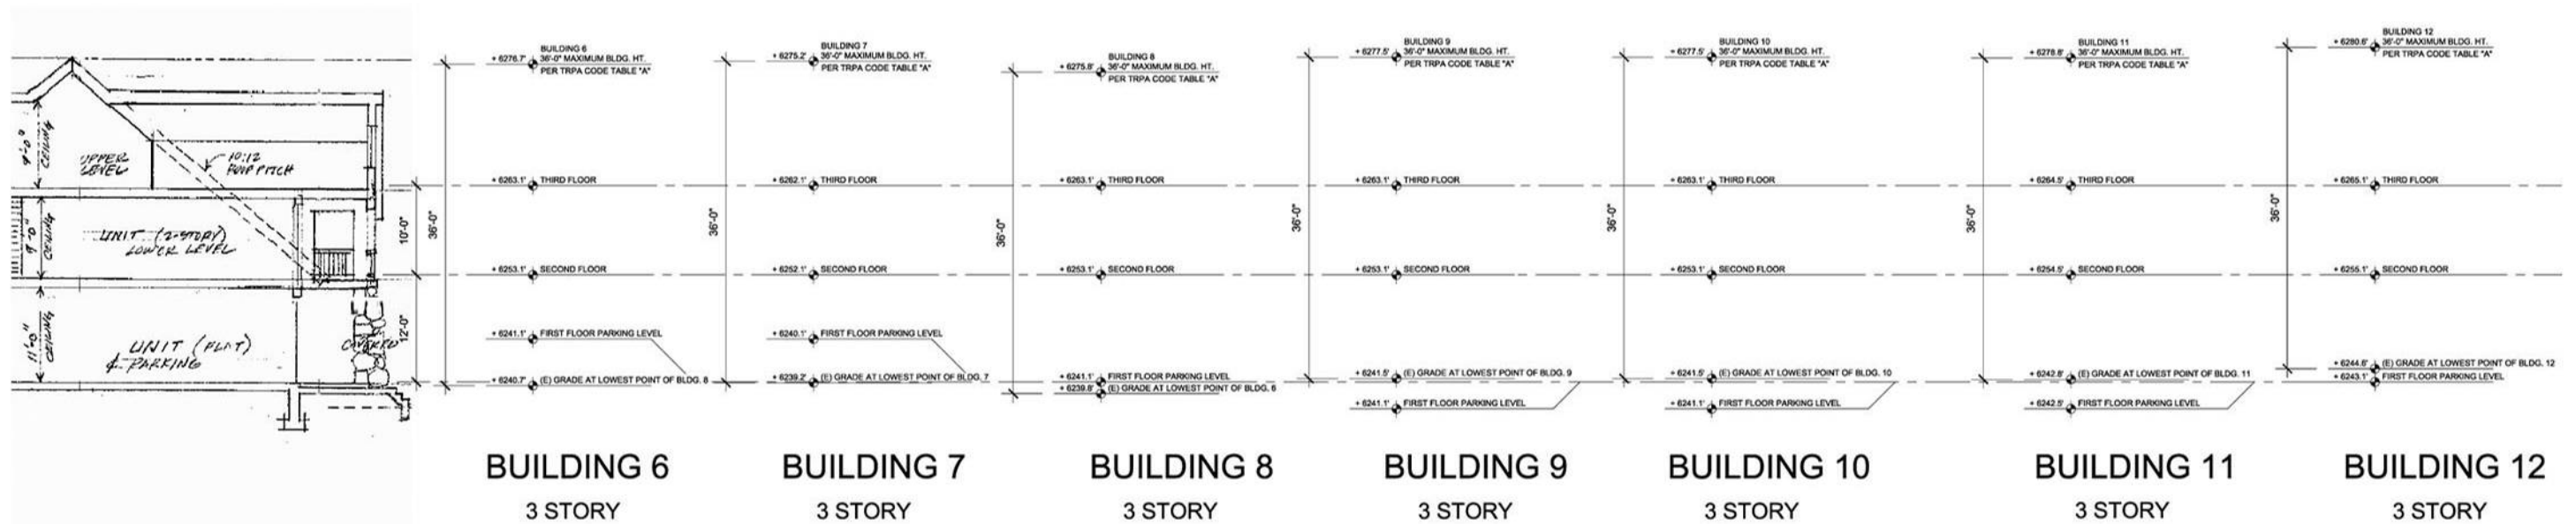 9'-0" CEILING
UPPER LEVEL
10:12 ROOF PITCH
9'-0" CEILING
UNIT (2-STORY) LOWER LEVEL
11'-0" CEILING
UNIT (FLAT) & PARKING
COVERED
10'-0"
12'-0"
36'-0"
BUILDING 6
+ 6276.7' 36'-0" MAXIMUM BLDG. HT.
PER TRPA CODE TABLE "A"
+ 6263.1' THIRD FLOOR
+ 6253.1' SECOND FLOOR
+ 6241.1' FIRST FLOOR PARKING LEVEL
+ 6240.7' (E) GRADE AT LOWEST POINT OF BLDG. 6
BUILDING 6
3 STORY
36'-0"
BUILDING 7
+ 6275.2' 36'-0" MAXIMUM BLDG. HT.
PER TRPA CODE TABLE "A"
+ 6262.1' THIRD FLOOR
+ 6252.1' SECOND FLOOR
+ 6240.1' FIRST FLOOR PARKING LEVEL
+ 6239.2' (E) GRADE AT LOWEST POINT OF BLDG. 7
BUILDING 7
3 STORY
36'-0"
BUILDING 8
+ 6275.8' 36'-0" MAXIMUM BLDG. HT.
PER TRPA CODE TABLE "A"
+ 6263.1' THIRD FLOOR
+ 6253.1' SECOND FLOOR
+ 6241.1' FIRST FLOOR PARKING LEVEL
+ 6239.8' (E) GRADE AT LOWEST POINT OF BLDG. 8
BUILDING 8
3 STORY
36'-0"
BUILDING 9
+ 6277.5' 36'-0" MAXIMUM BLDG. HT.
PER TRPA CODE TABLE "A"
+ 6263.1' THIRD FLOOR
+ 6253.1' SECOND FLOOR
+ 6241.5' (E) GRADE AT LOWEST POINT OF BLDG. 9
+ 6241.1' FIRST FLOOR PARKING LEVEL
BUILDING 9
3 STORY
36'-0"
BUILDING 10
+ 6277.5' 36'-0" MAXIMUM BLDG. HT.
PER TRPA CODE TABLE "A"
+ 6263.1' THIRD FLOOR
+ 6253.1' SECOND FLOOR
+ 6241.5' (E) GRADE AT LOWEST POINT OF BLDG. 10
+ 6241.1' FIRST FLOOR PARKING LEVEL
BUILDING 10
3 STORY
36'-0"
BUILDING 11
+ 6278.8' 36'-0" MAXIMUM BLDG. HT.
PER TRPA CODE TABLE "A"
+ 6264.5' THIRD FLOOR
+ 6254.5' SECOND FLOOR
+ 6242.8' (E) GRADE AT LOWEST POINT OF BLDG. 11
+ 6242.5' FIRST FLOOR PARKING LEVEL
BUILDING 11
3 STORY
36'-0"
BUILDING 12
+ 6280.6' 36'-0" MAXIMUM BLDG. HT.
PER TRPA CODE TABLE "A"
+ 6265.1' THIRD FLOOR
+ 6255.1' SECOND FLOOR
+ 6244.6' (E) GRADE AT LOWEST POINT OF BLDG. 12
+ 6243.1' FIRST FLOOR PARKING LEVEL
BUILDING 12
3 STORY